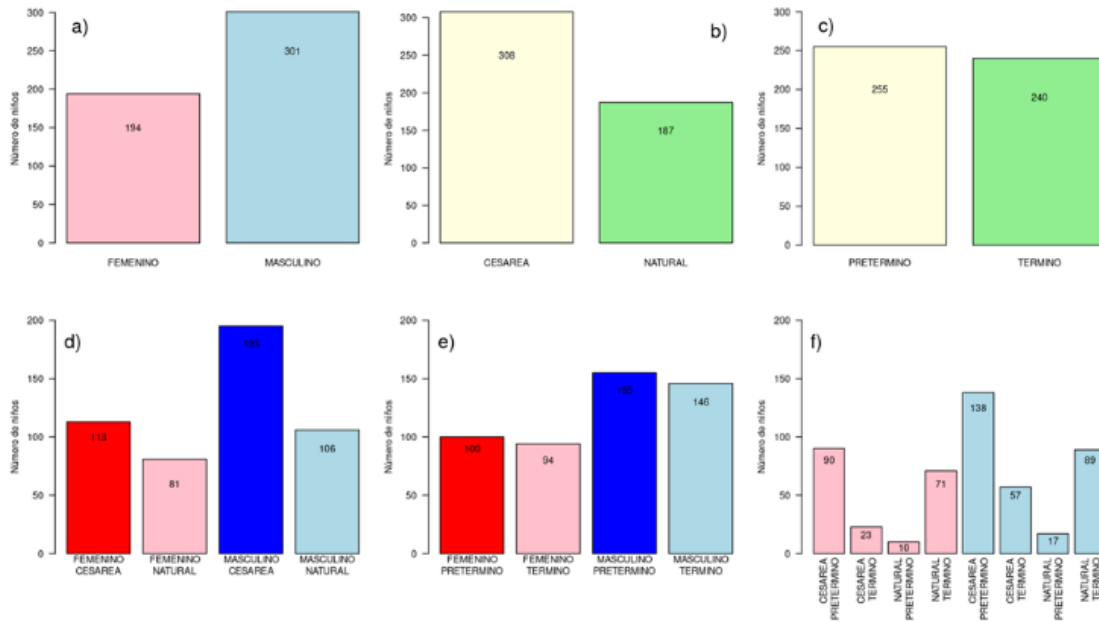 a)
Número de niños
300
250
200
150
100
50
0
194
301
FEMENINO
MASCULINO
b)
Número de niños
300
250
200
150
100
50
0
308
187
CESAREA
NATURAL
c)
Número de niños
300
250
200
150
100
50
0
255
240
PRETERMINO
TERMINO
d)
Número de niños
200
150
100
50
0
113
81
195
106
FEMENINO
CESAREA
FEMENINO
NATURAL
MASCULINO
CESAREA
MASCULINO
NATURAL
e)
Número de niños
200
150
100
50
0
100
94
155
146
FEMENINO
PRETERMINO
FEMENINO
TERMINO
MASCULINO
PRETERMINO
MASCULINO
TERMINO
f)
Número de niños
200
150
100
50
0
90
23
10
71
138
57
17
89
CESAREA
PRETERMINO
CESAREA
TERMINO
NATURAL
PRETERMINO
NATURAL
TERMINO
CESAREA
PRETERMINO
CESAREA
TERMINO
NATURAL
PRETERMINO
NATURAL
TERMINO